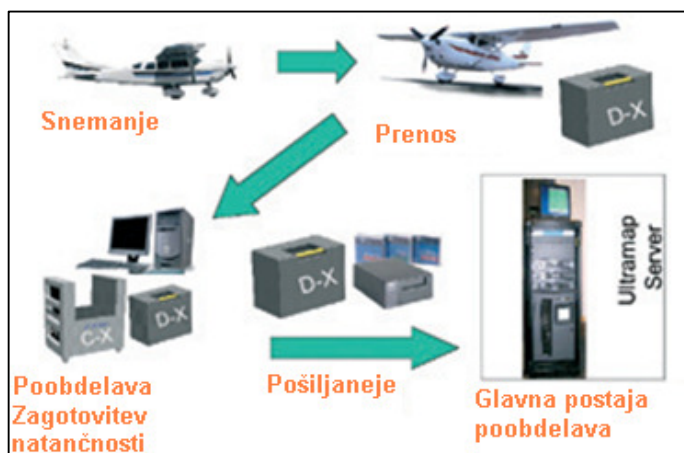 Snemanje
Prenos
D-X
C-X
D-X
D-X
Ultramap
Server
Poobdelava
Zagotovitev
natančnosti
Pošiljaneje
Glavna postaja
poobdelava